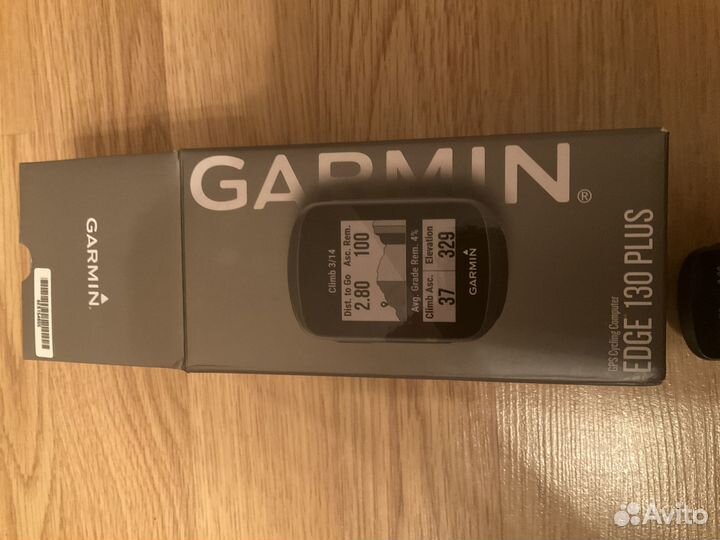 GARMIN®
GARMIN®
Climb 3/14
Dist. to Go Asc. Rem.
2.80 100
Avg. Grade Rem. 4%
Climb Asc. Elevation
37 329
GARMIN
GPS Cycling Computer
EDGE 130 PLUS
Avito